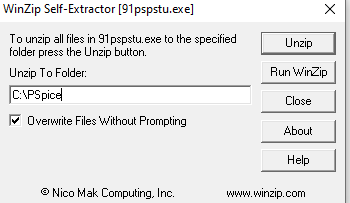 WinZip Self-Extractor [91pspstu.exe]
To unzip all files in 91pspstu.exe to the specified
folder press the Unzip button.
Unzip To Folder:
C:\PSpice
Overwrite Files Without Prompting
Unzip
Run WinZip
Close
About
Help
© Nico Mak Computing, Inc. www.winzip.com